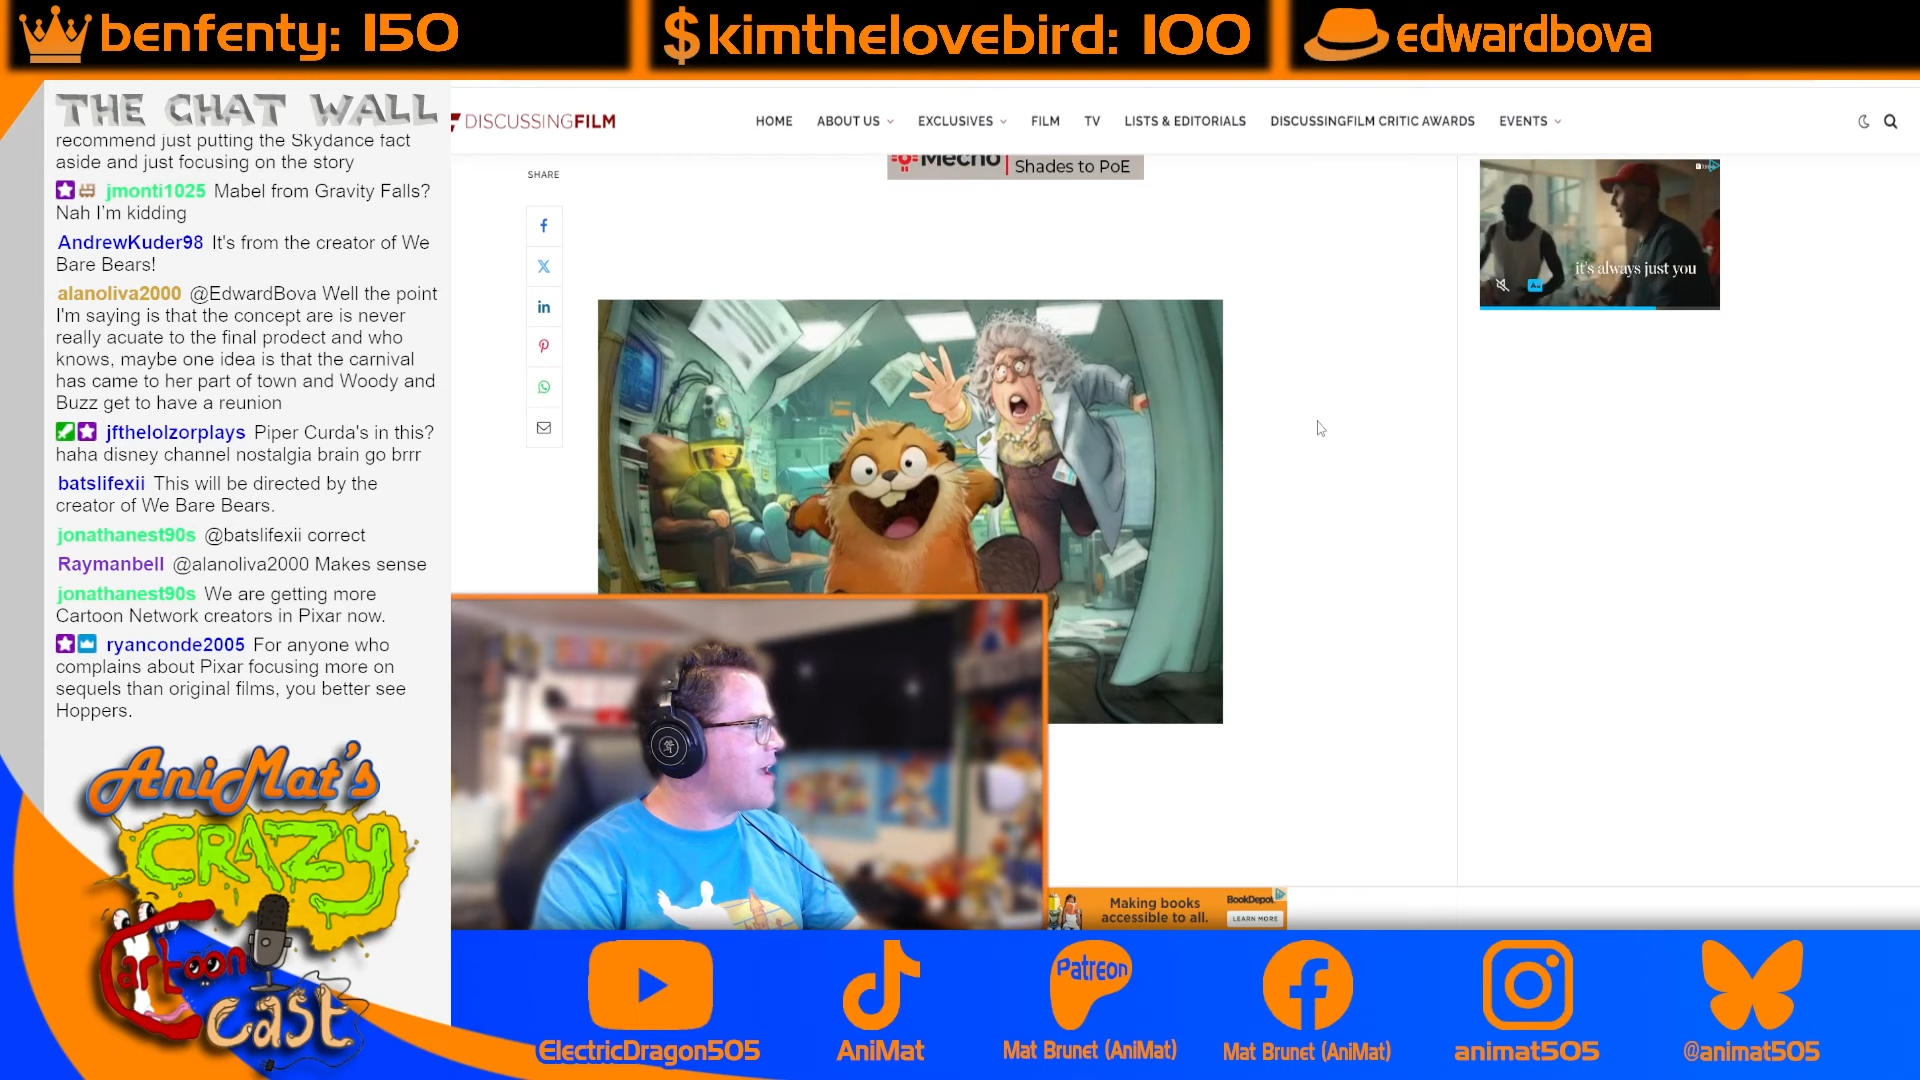 benfenty: 150
$kimthelovebird: 100
edwardbova
THE CHAT WALL
recommend just putting the Skydance fact
aside and just focusing on the story
jmonti1025 Mabel from Gravity Falls?
Nah I'm kidding
AndrewKuder98 It's from the creator of We
Bare Bears!
alanoliva2000 @EdwardBova Well the point
I'm saying is that the concept are is never
really acuate to the final prodect and who
knows, maybe one idea is that the carnival
has came to her part of town and Woody and
Buzz get to have a reunion
jfthelolzorplays Piper Curda's in this?
haha disney channel nostalgia brain go brrr
batslifexii This will be directed by the
creator of We Bare Bears.
jonathanest90s @batslifexii correct
Raymanbell @alanoliva2000 Makes sense
jonathanest90s We are getting more
Cartoon Network creators in Pixar now.
ryanconde2005 For anyone who
complains about Pixar focusing more on
sequels than original films, you better see
Hoppers.
AniMat's
CRAZY
Cartoon
Cast
DISCUSSINGFILM
HOME
ABOUT US
EXCLUSIVES
FILM
TV
LISTS & EDITORIALS
DISCUSSINGFILM CRITIC AWARDS
EVENTS
SHARE
Mecho
Shades to PoE
it's always just you
Making books
accessible to all.
LEARN MORE
Patreon
ElectricDragon505
AniMat
Mat Brunet (AniMat)
Mat Brunet (AniMat)
animat505
@animat505